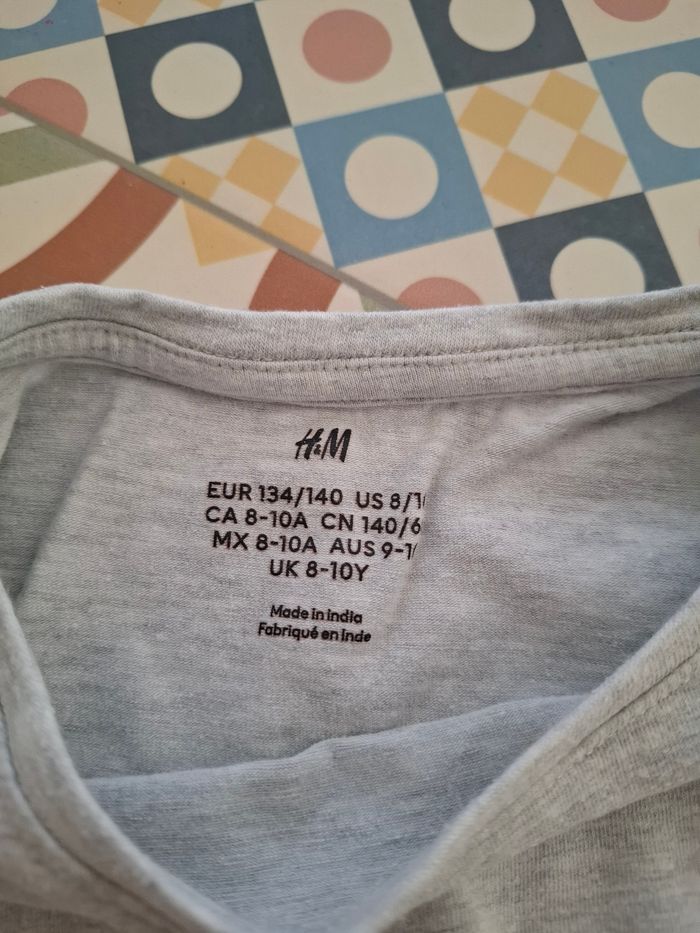 H&M
EUR 134/140 US 8/1
CA 8-10A CN 140/6
MX 8-10A AUS 9-1
UK 8-10Y
Made in India
Fabriqué en Inde